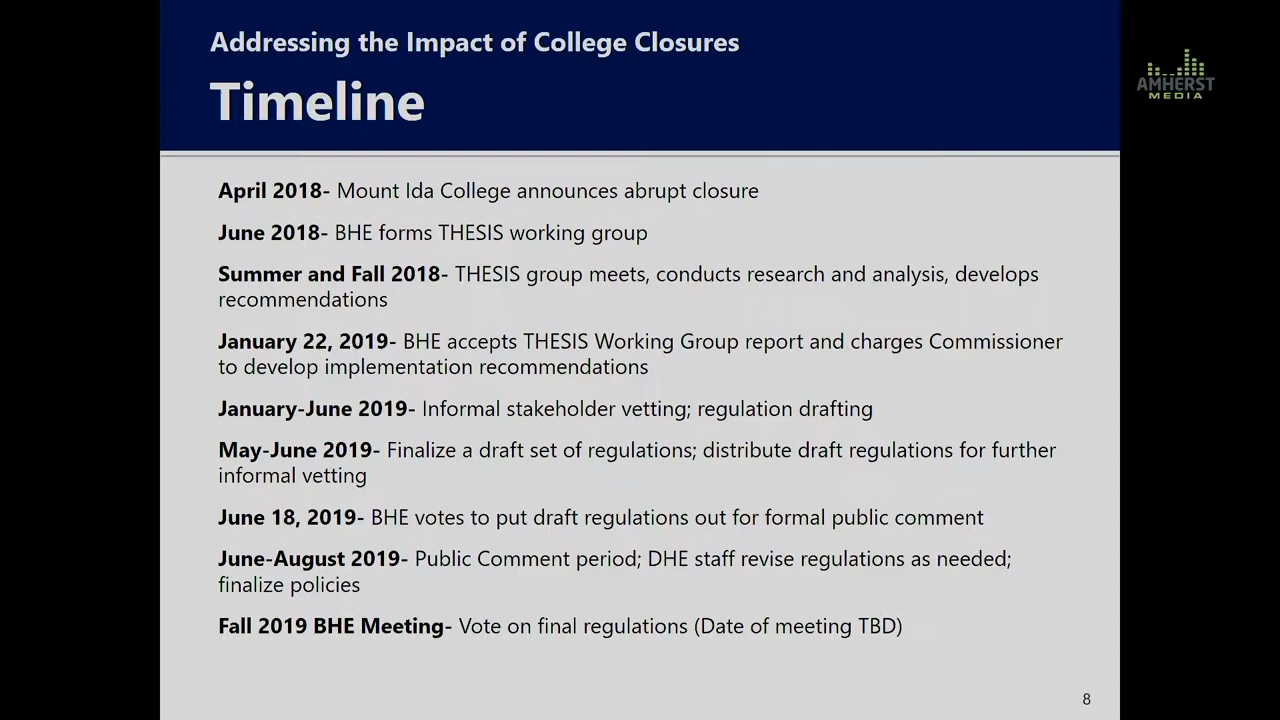 Addressing the Impact of College Closures
Timeline
AMHERST
MEDIA
April 2018- Mount Ida College announces abrupt closure
June 2018- BHE forms THESIS working group
Summer and Fall 2018- THESIS group meets, conducts research and analysis, develops
recommendations
January 22, 2019- BHE accepts THESIS Working Group report and charges Commissioner
to develop implementation recommendations
January-June 2019- Informal stakeholder vetting; regulation drafting
May-June 2019- Finalize a draft set of regulations; distribute draft regulations for further
informal vetting
June 18, 2019- BHE votes to put draft regulations out for formal public comment
June-August 2019- Public Comment period; DHE staff revise regulations as needed;
finalize policies
Fall 2019 BHE Meeting- Vote on final regulations (Date of meeting TBD)
8